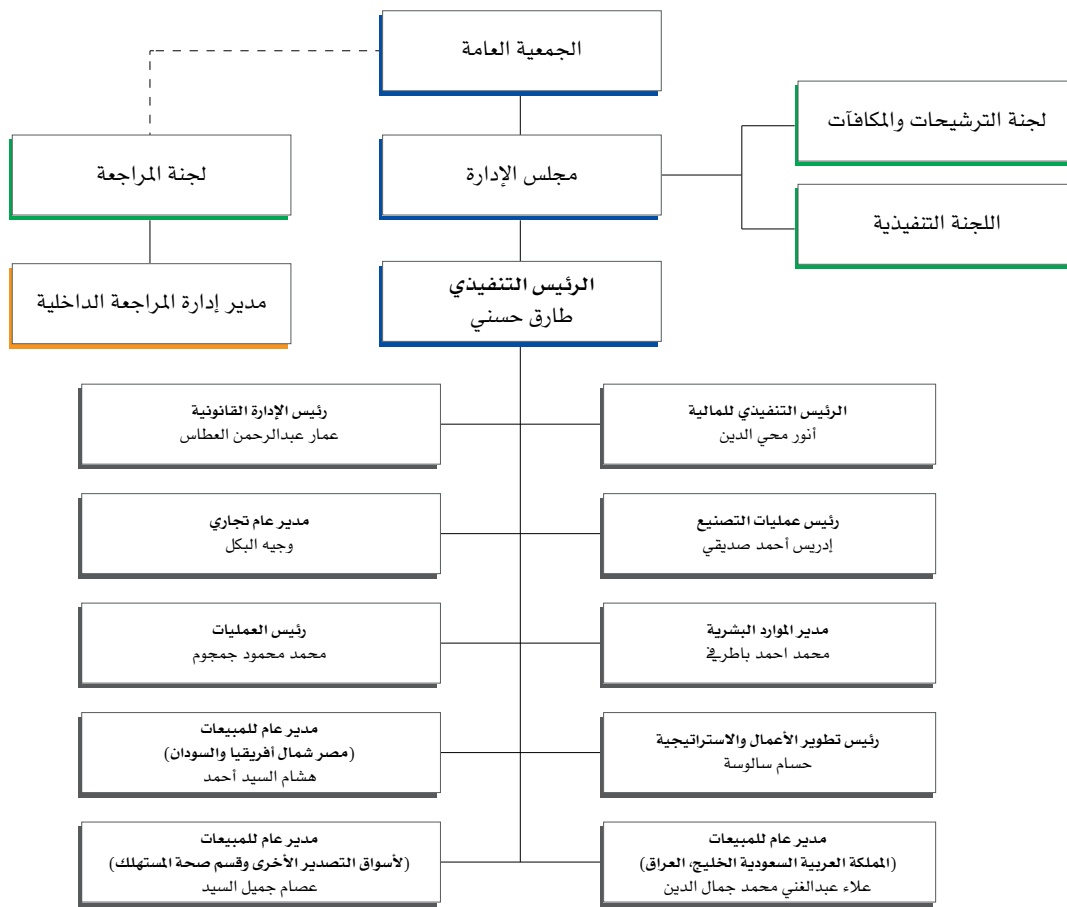 الجمعية العامة
لجنة الترشيحات والمكافآت
مجلس الإدارة
لجنة المراجعة
اللجنة التنفيذية
الرئيس التنفيذي
طارق حسني
مدير إدارة المراجعة الداخلية
الرئيس التنفيذي للمالية
أنور محي الدين
رئيس الإدارة القانونية
عمار عبدالرحمن العطاس
رئيس عمليات التصنيع
إدريس أحمد صديقي
مدير عام تجاري
وجيه البكل
مدير الموارد البشرية
محمد احمد باطرفي
رئيس العمليات
محمد محمود جمجوم
رئيس تطوير الأعمال والاستراتيجية
حسام سالوسة
مدير عام للمبيعات
(مصر شمال أفريقيا والسودان)
هشام السيد أحمد
مدير عام للمبيعات
(المملكة العربية السعودية الخليج، العراق)
علاء عبدالغني محمد جمال الدين
مدير عام للمبيعات
(لأسواق التصدير الأخرى وقسم صحة المستهلك)
عصام جميل السيد